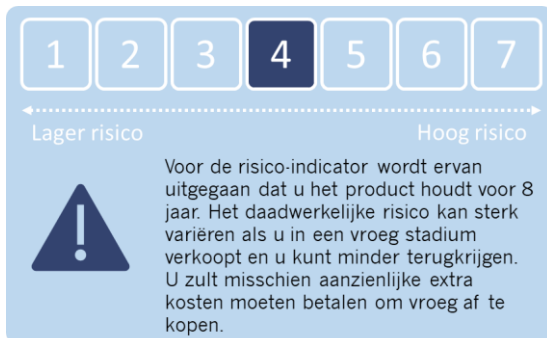 1 2 3 4 5 6 7
Lager risico Hoog risico
Voor de risico-indicator wordt ervan
uitgegaan dat u het product houdt voor 8
jaar. Het daadwerkelijke risico kan sterk
variëren als u in een vroeg stadium
verkoopt en u kunt minder terugkrijgen.
U zult misschien aanzienlijke extra
kosten moeten betalen om vroeg af te
kopen.